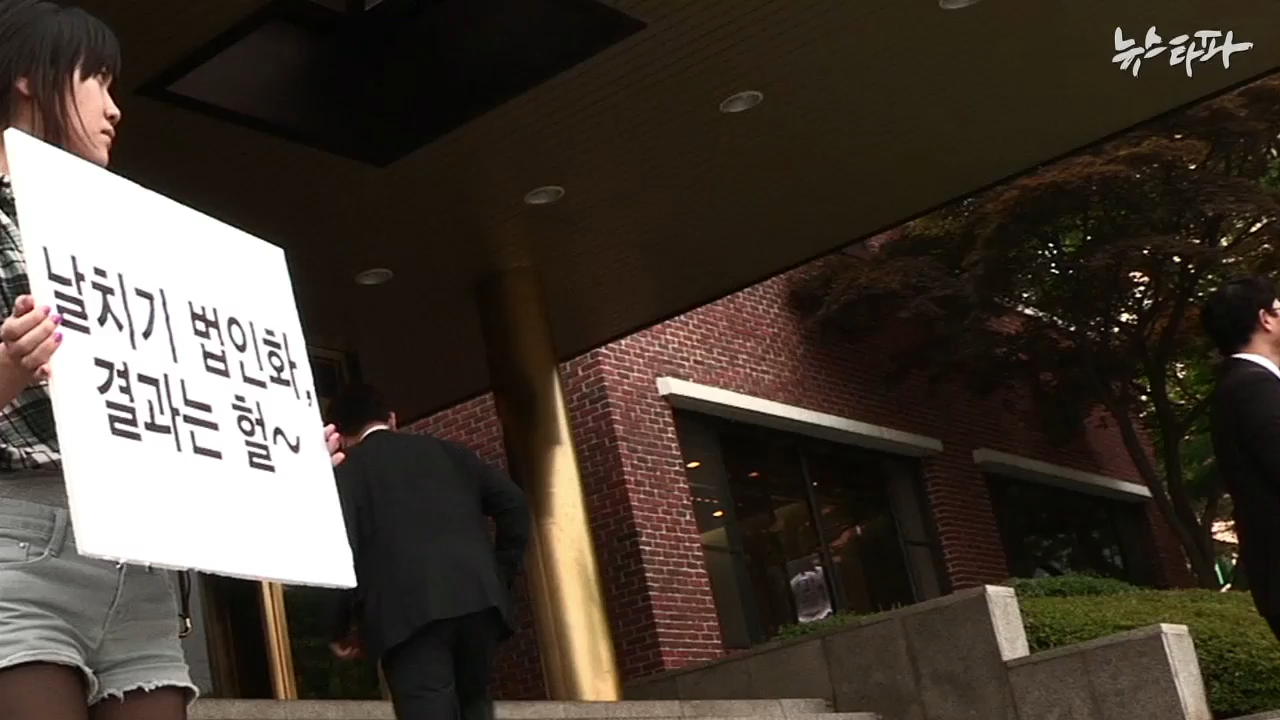 뉴스타파
날치기 법인화,
결과는 헐~